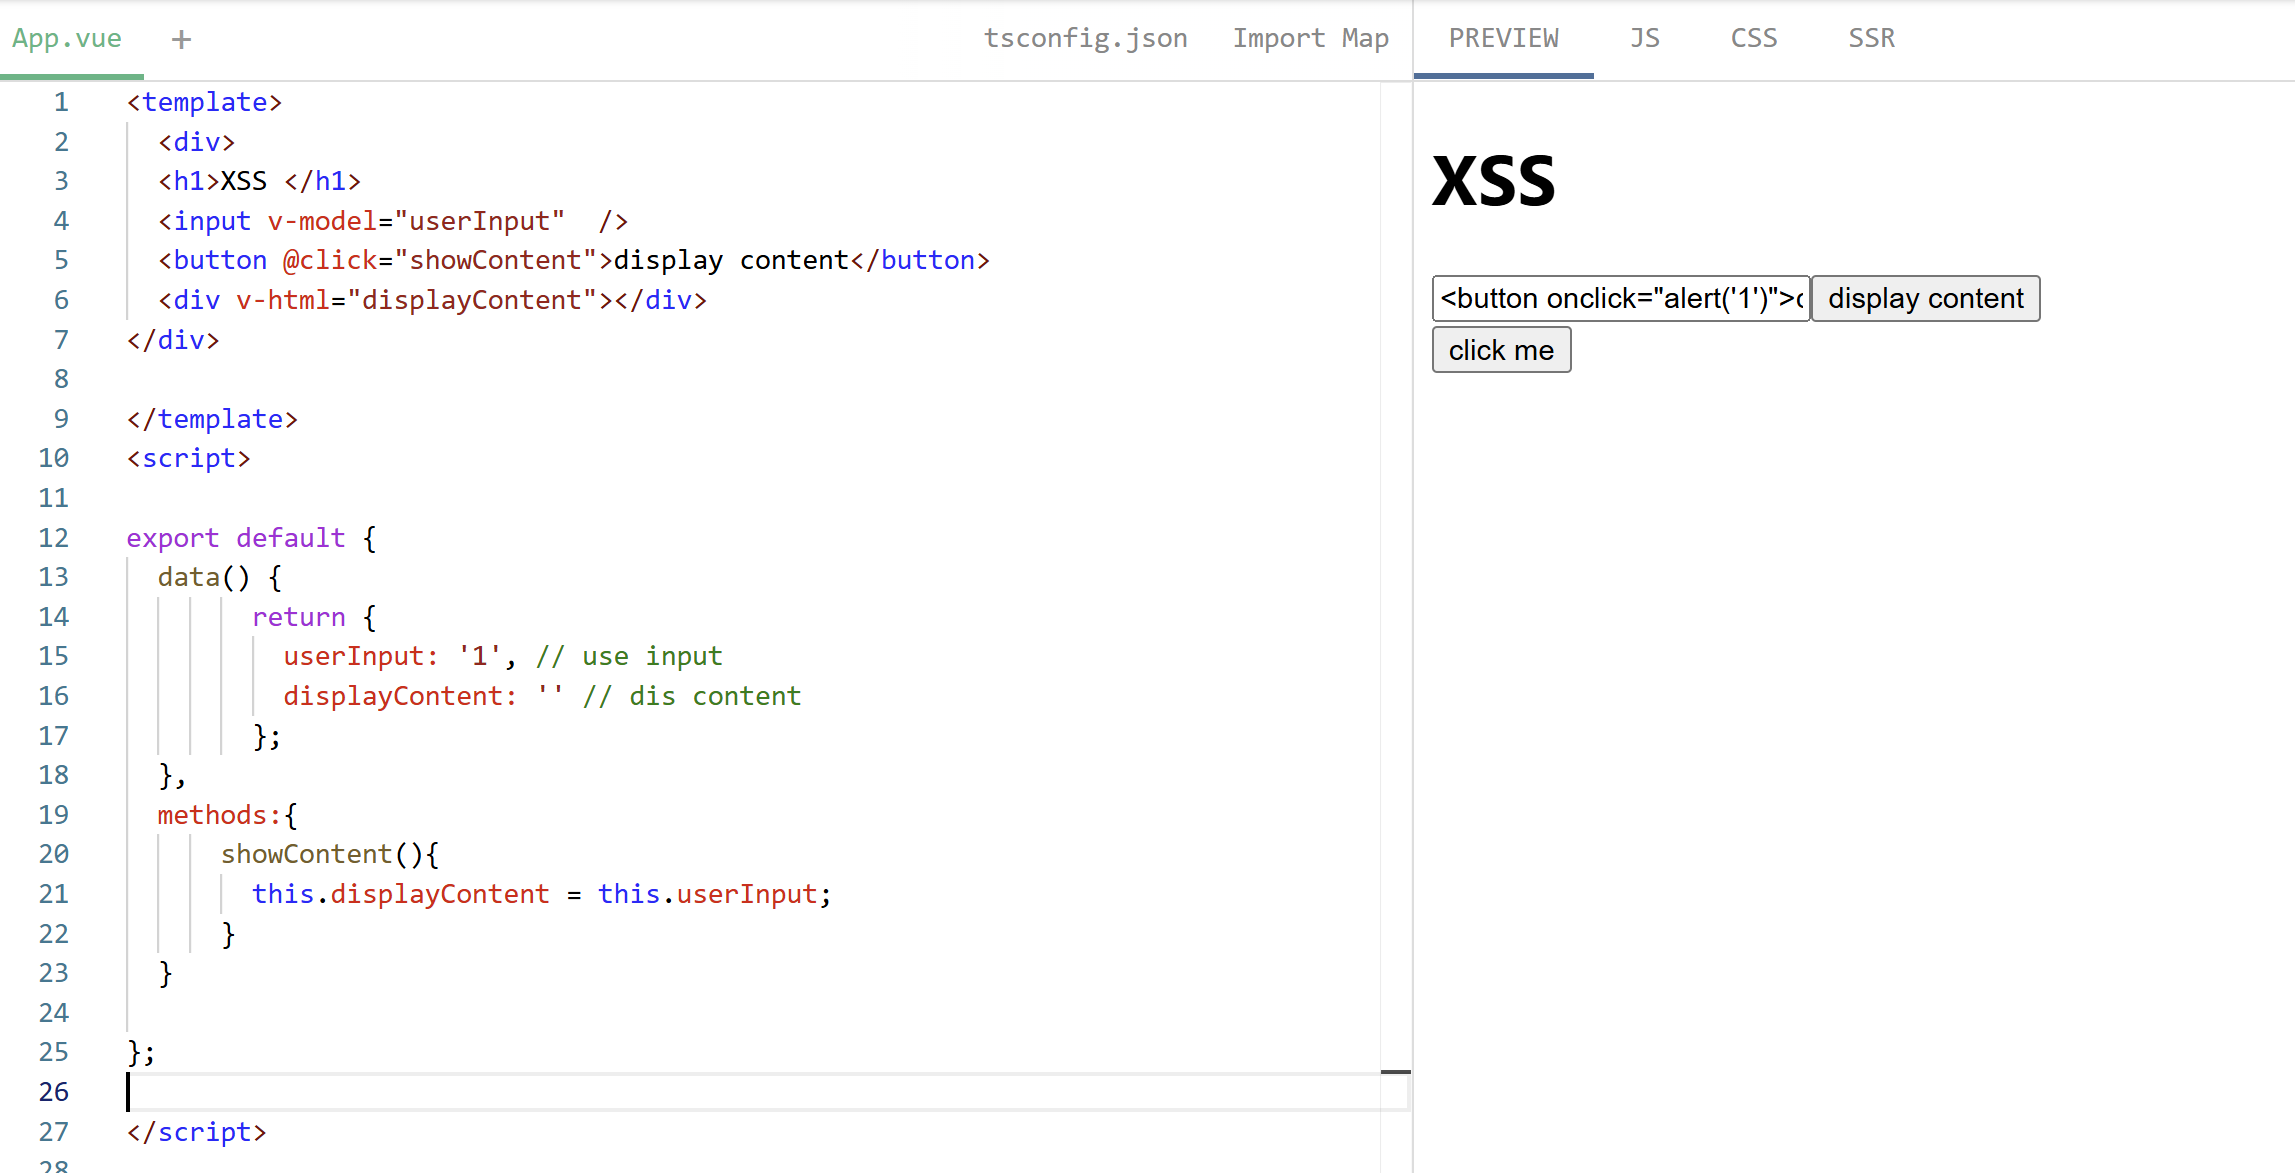 App.vue + tsconfig.json Import Map
1 <template>
2 <div>
3 <h1>XSS </h1>
4 <input v-model="userInput"  />
5 <button @click="showContent">display content</button>
6 <div v-html="displayContent"></div>
7 </div>
8
9 </template>
10 <script>
11
12 export default {
13 data() {
14 return {
15 userInput: '1', // use input
16 displayContent: '' // dis content
17 };
18 },
19 methods:{
20 showContent(){
21 this.displayContent = this.userInput;
22 }
23 }
24
25 };
26
27 </script>
28
PREVIEW JS CSS SSR
XSS
<button onclick="alert('1')"> display content
click me